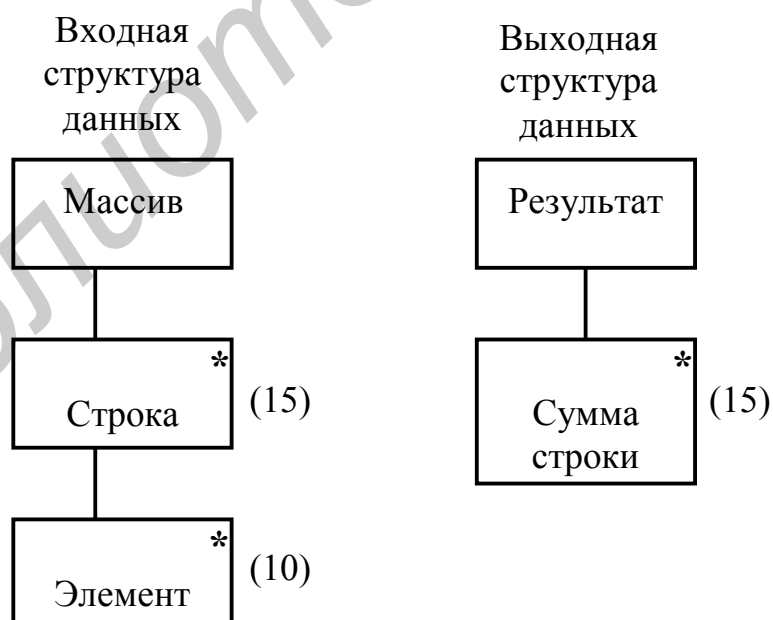 Входная
структура
данных
Массив
*
Строка
(15)
*
Элемент
(10)
Выходная
структура
данных
Результат
*
Сумма
строки
(15)